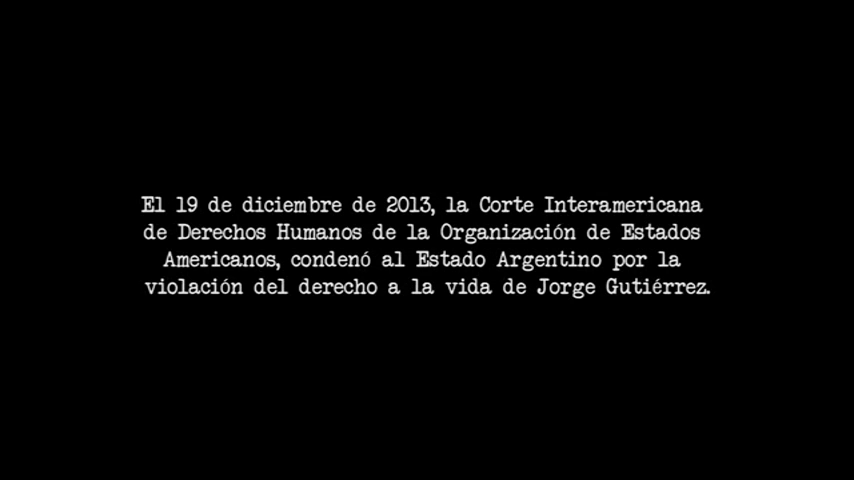 El 19 de diciembre de 2013, la Corte Interamericana
de Derechos Humanos de la Organización de Estados
Americanos, condenó al Estado Argentino por la
violación del derecho a la vida de Jorge Gutiérrez.